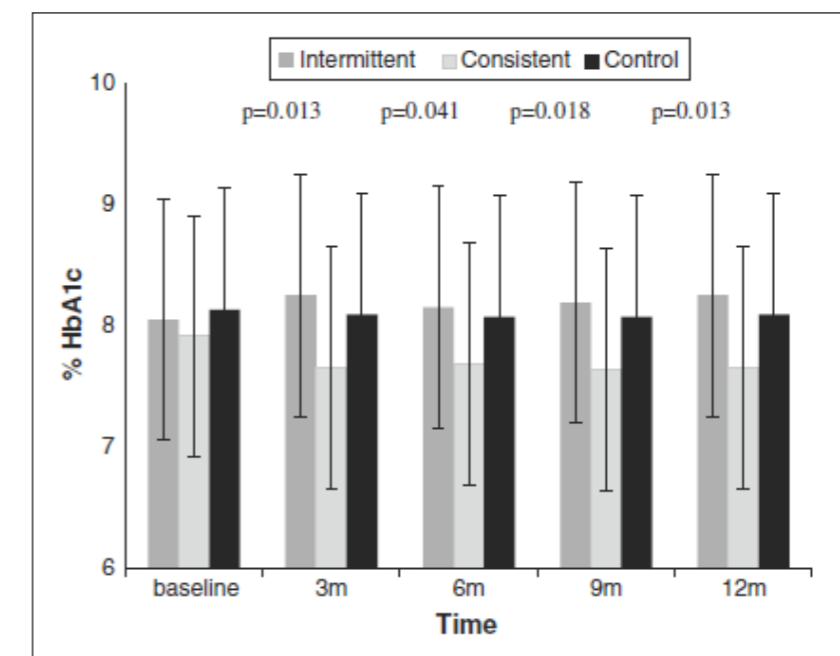 Intermittent Consistent Control
10
p=0.013 p=0.041 p=0.018 p=0.013
9
8
7
6
% HbA1c
baseline 3m 6m 9m 12m
Time